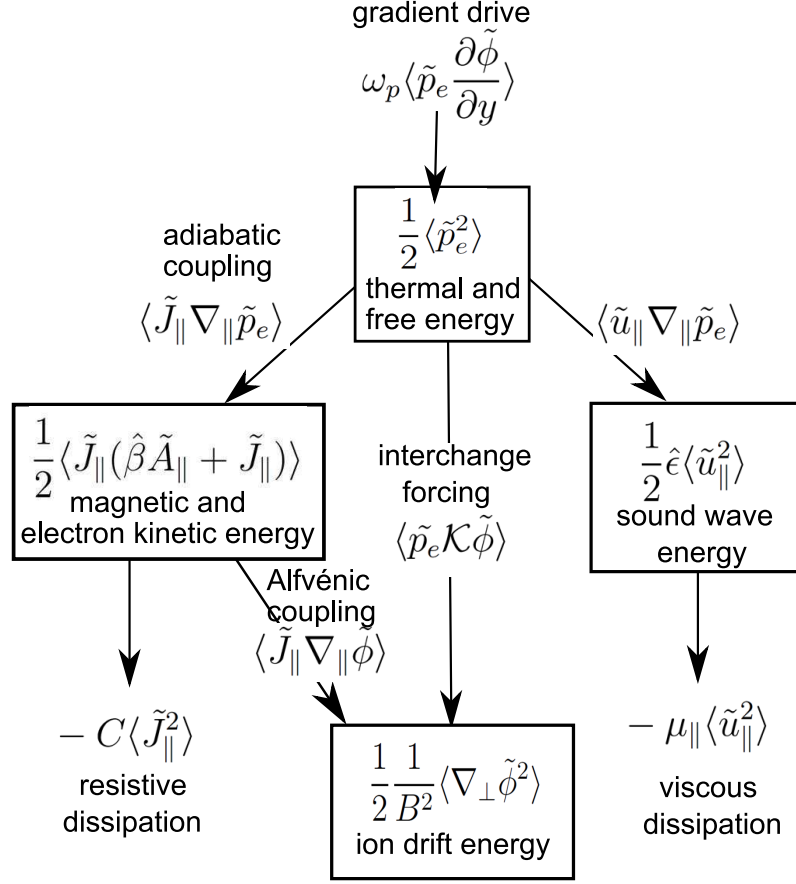 gradient drive
ω_p⟨p̃_e ∂φ̃/∂y⟩
1/2⟨p̃_e^2⟩
thermal and
free energy
adiabatic
coupling
⟨J̃_∥∇_∥p̃_e⟩
⟨ũ_∥∇_∥p̃_e⟩
1/2⟨J̃_∥(β̂Ã_∥ + J̃_∥)⟩
magnetic and
electron kinetic energy
interchange
forcing
⟨p̃_e𝒦φ̃⟩
1/2 ε̂⟨ũ_∥^2⟩
sound wave
energy
Alfvénic
coupling
⟨J̃_∥∇_∥φ̃⟩
− C⟨J̃_∥^2⟩
resistive
dissipation
1/2 1/B^2⟨∇_⊥φ̃^2⟩
ion drift energy
− μ_∥⟨ũ_∥^2⟩
viscous
dissipation